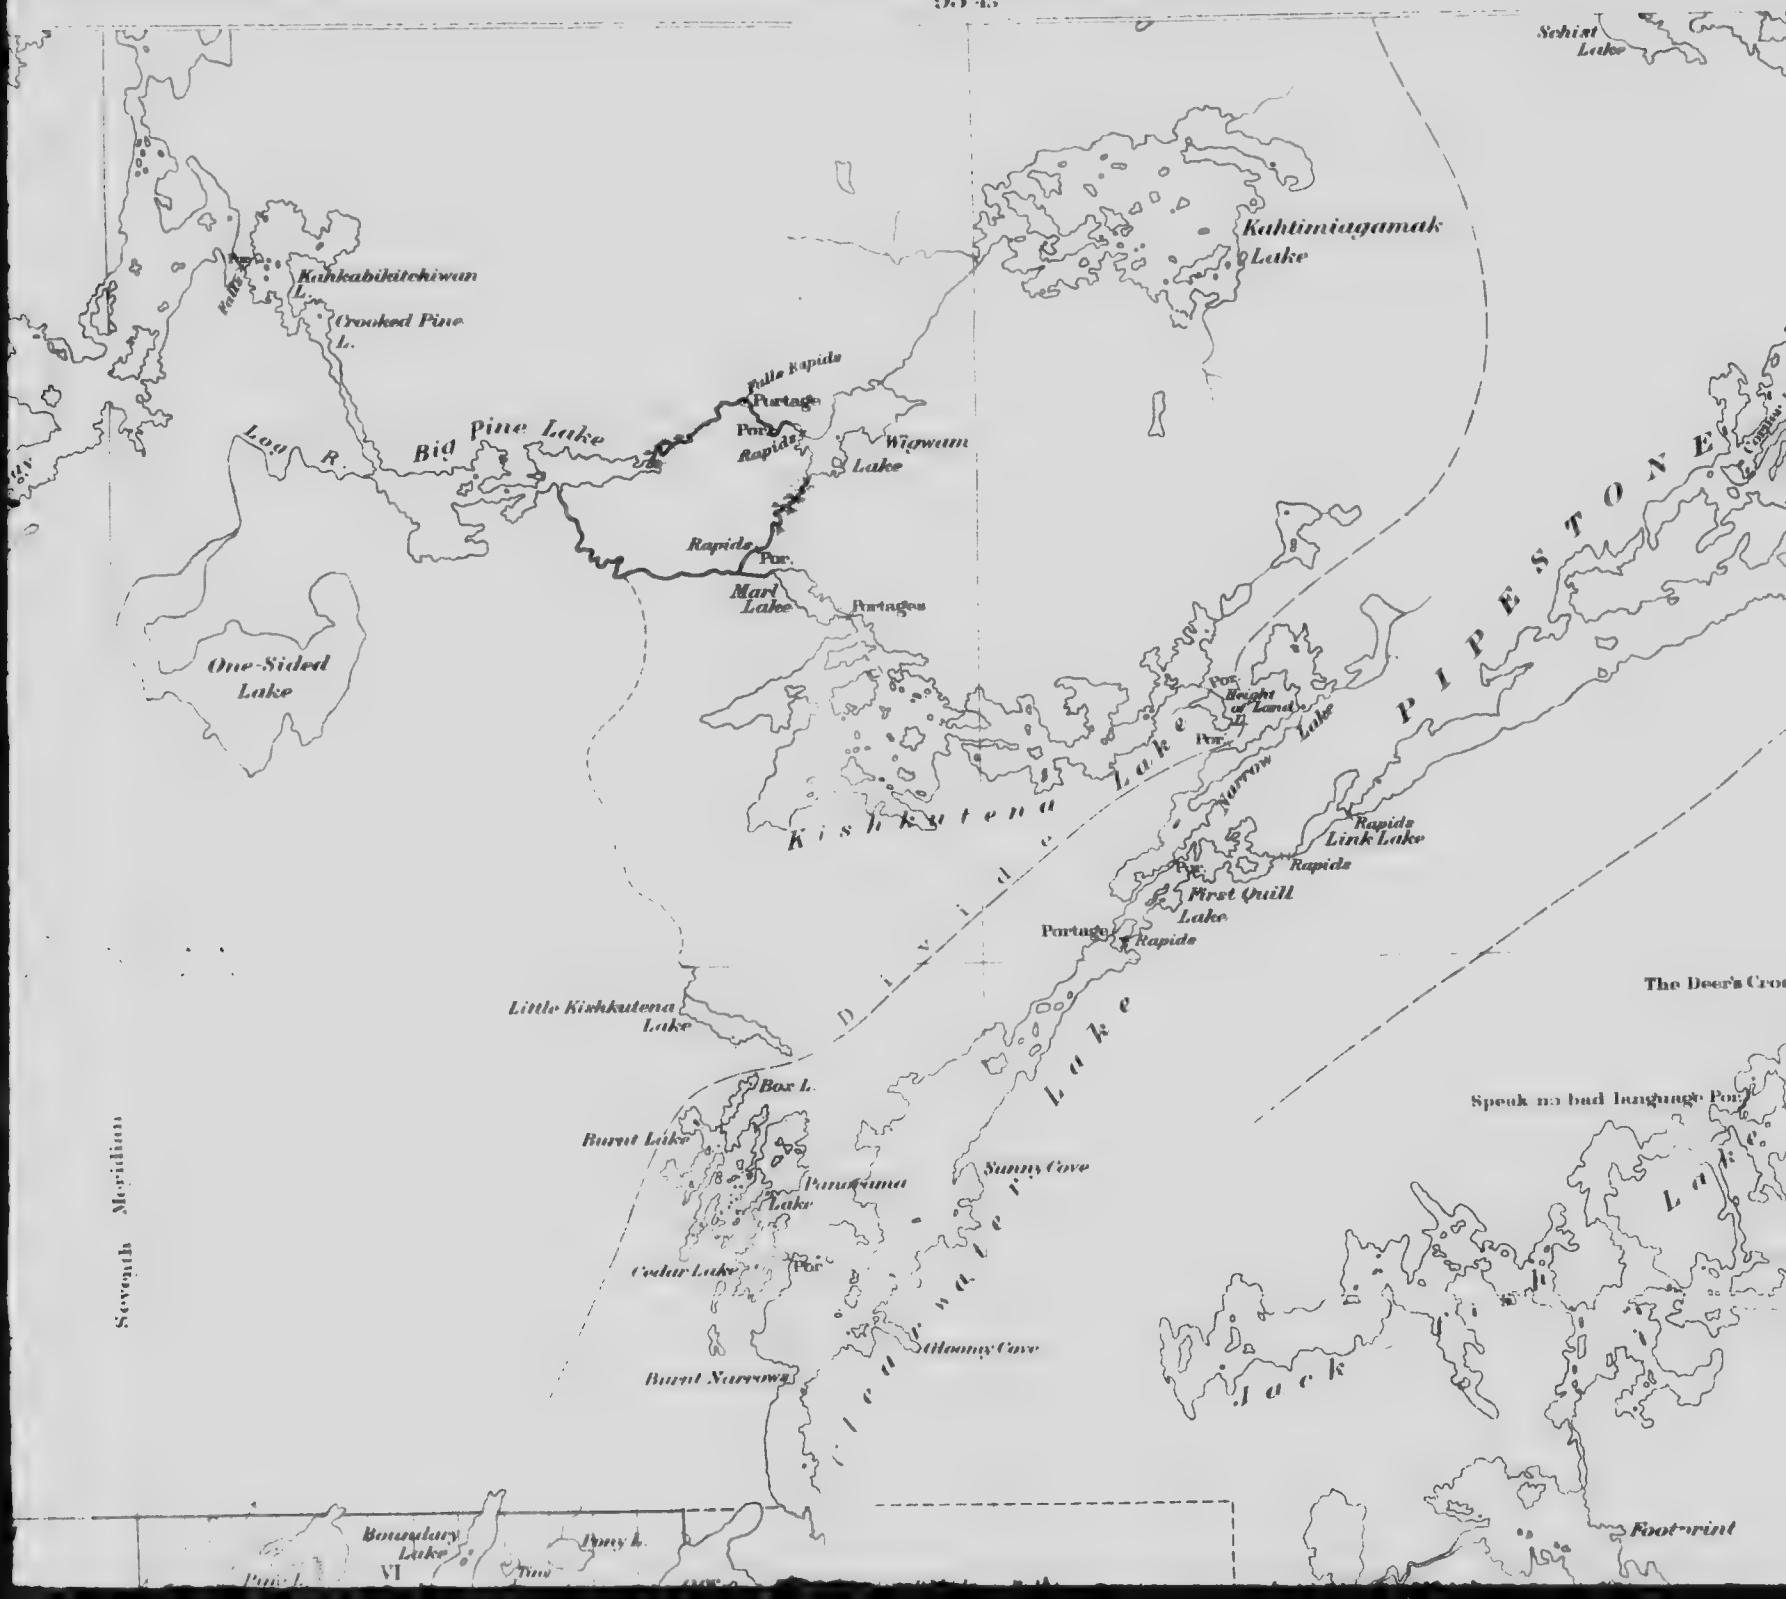 Schist
Lake
Kahtimiagamak
Lake
Kahkabikitchiwan
L.
Falls
Crooked Pine
L.
Falls Rapids
Portage
Por.
Rapids
Log R.
Big Pine Lake
Wigwam
Lake
Rapids
Por.
Marl
Lake
Portages
One-Sided
Lake
PIPESTONE
Por.
Height
of Land
L.
Por.
Narrow Lake
Kishkutena Lake
Rapids
Link Lake
Rapids
Por.
First Quill
Lake
Portage
Rapids
Divide
The Deer's
Little Kishkutena
Lake
Box L.
Speak no bad language Por.
Burnt Lake
Panorama
Lake
Sunny Cove
Clearwater Lake
Cedar Lake
Por.
Gloomy Cove
Burnt Narrows
Jack
Seventh Meridian
Footprint
Boundary
Lake
Pony L.
VI